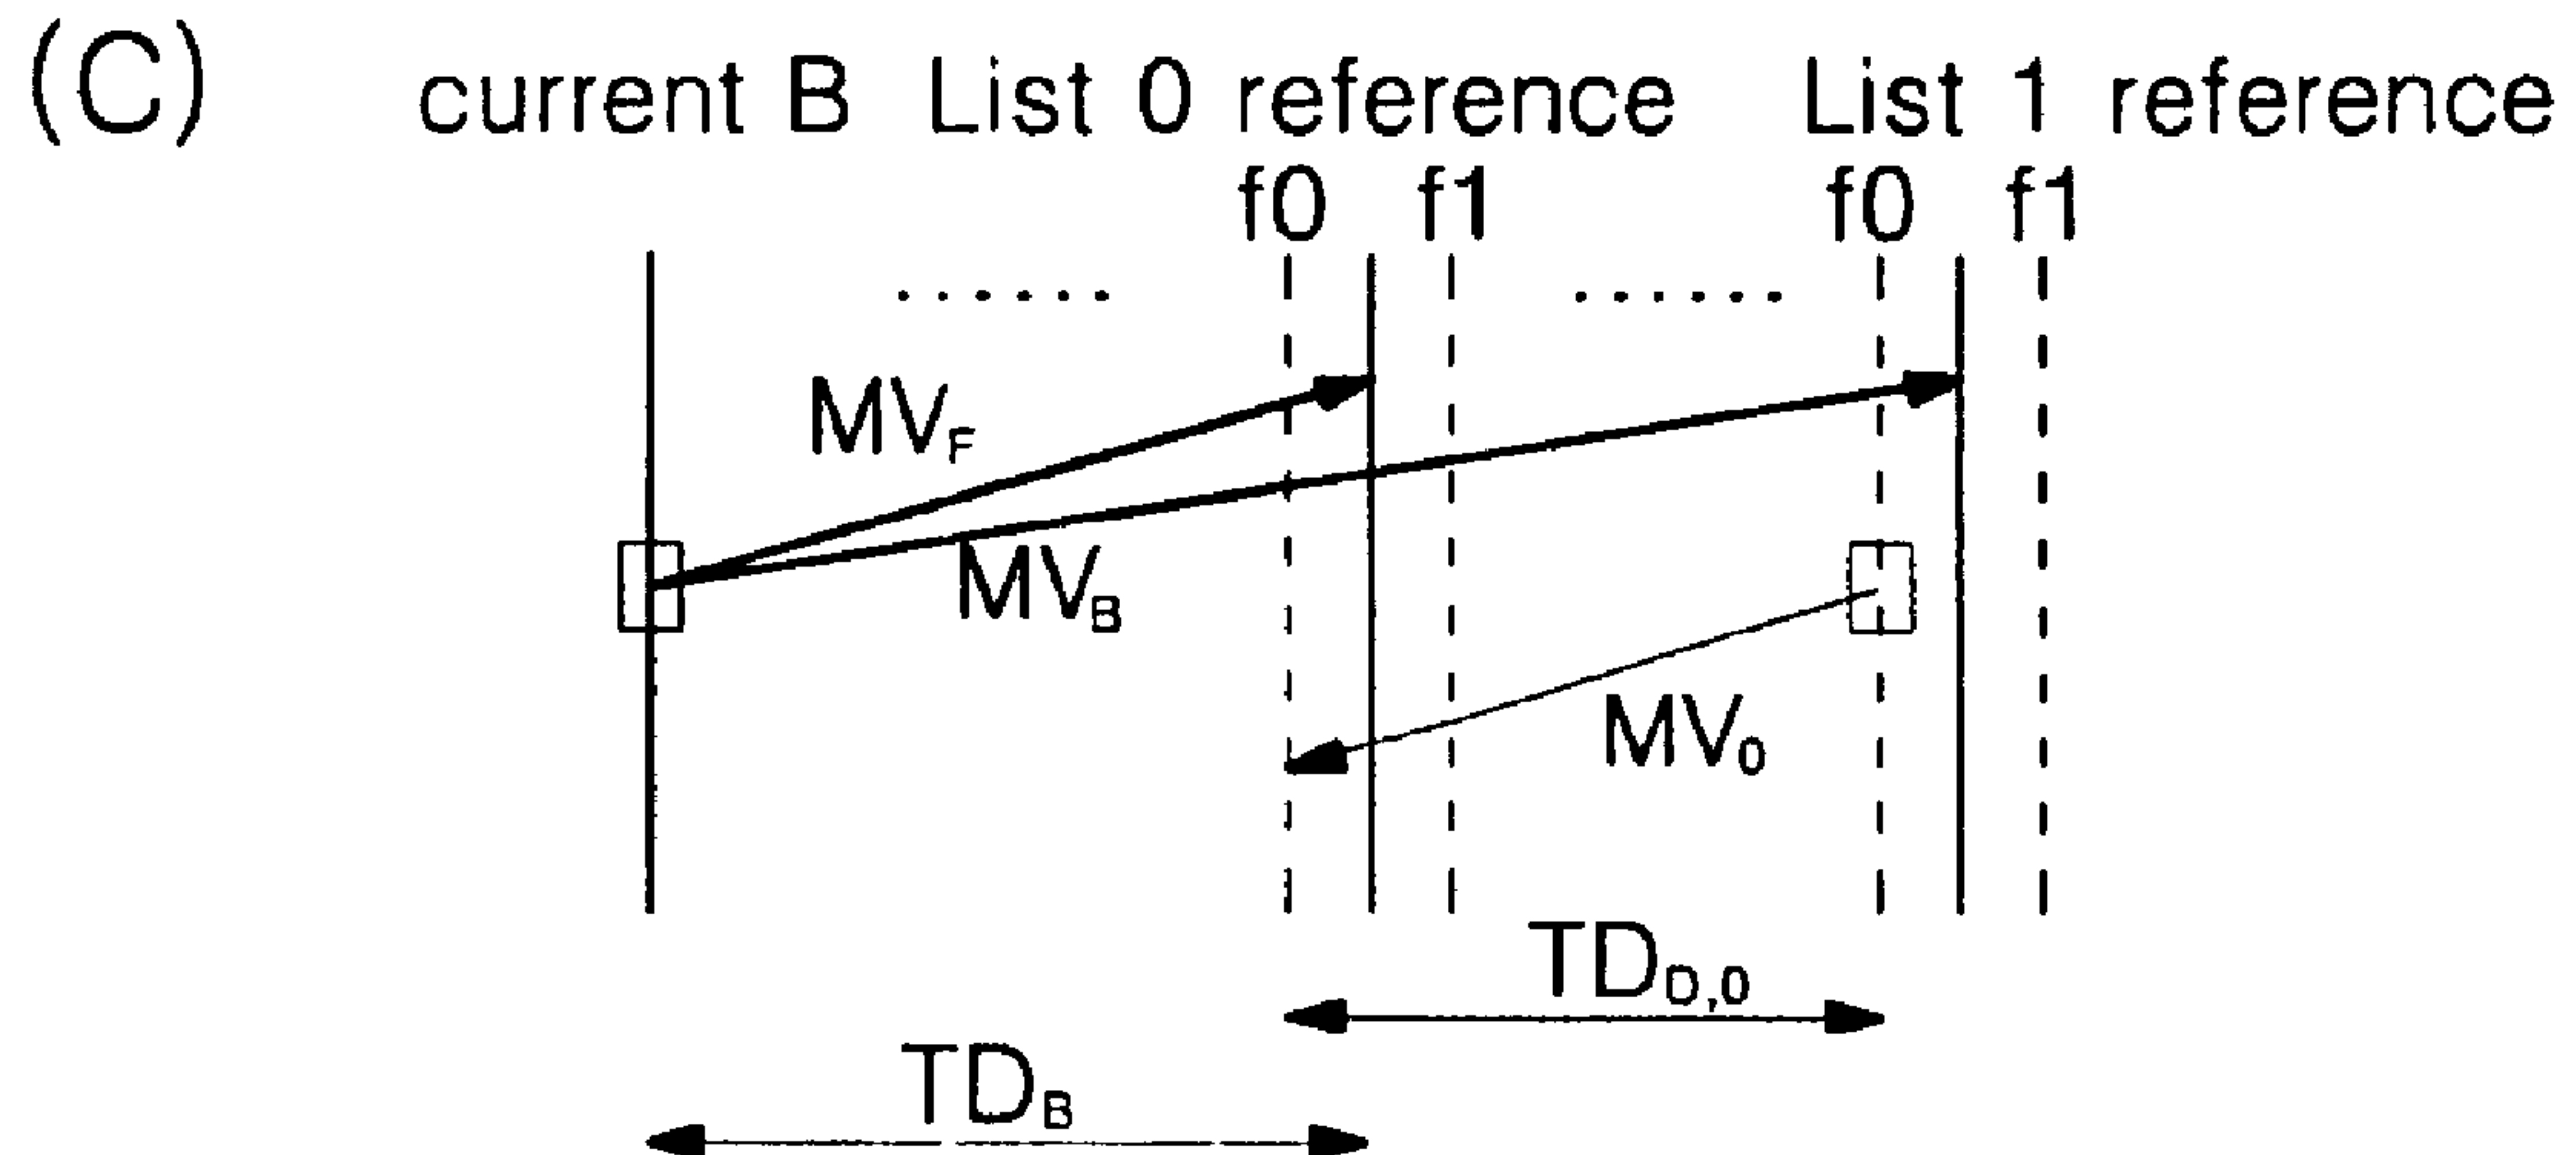 (C) current B List 0 reference List 1 reference
f0 f1 f0 f1
MV_F
MV_B
MV_0
TD_D,0
TD_B